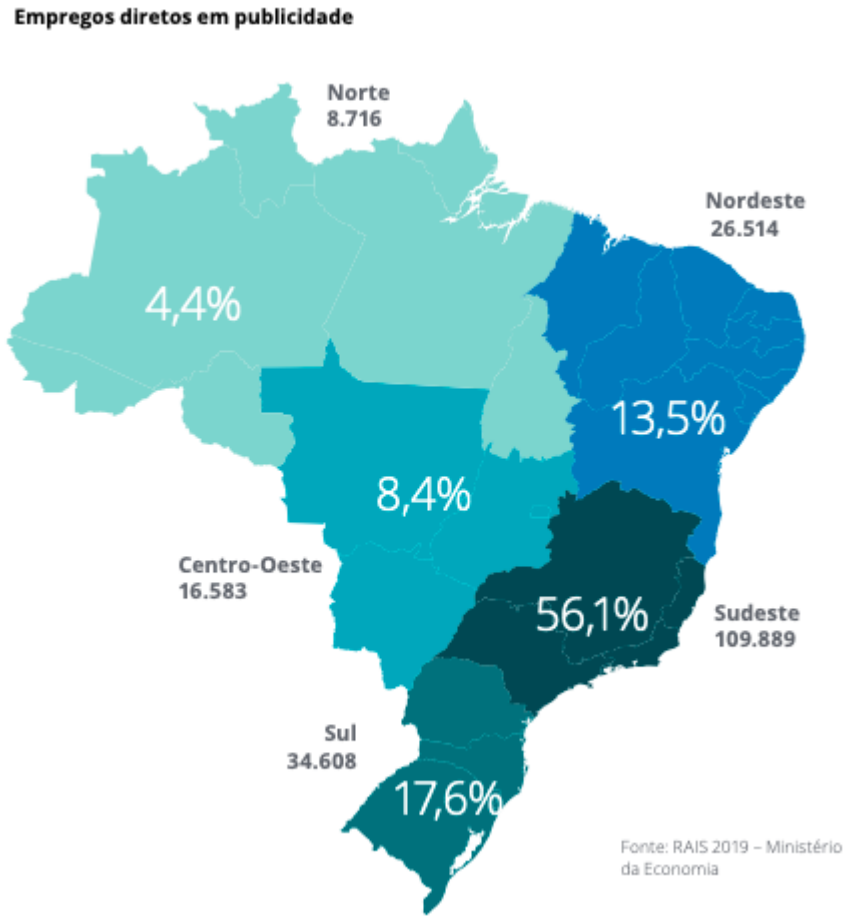 Empregos diretos em publicidade
Norte
8.716
Nordeste
26.514
4,4%
13,5%
8,4%
Centro-Oeste
16.583
56,1%
Sudeste
109.889
Sul
34.608
17,6%
Fonte: RAIS 2019 – Ministério
da Economia